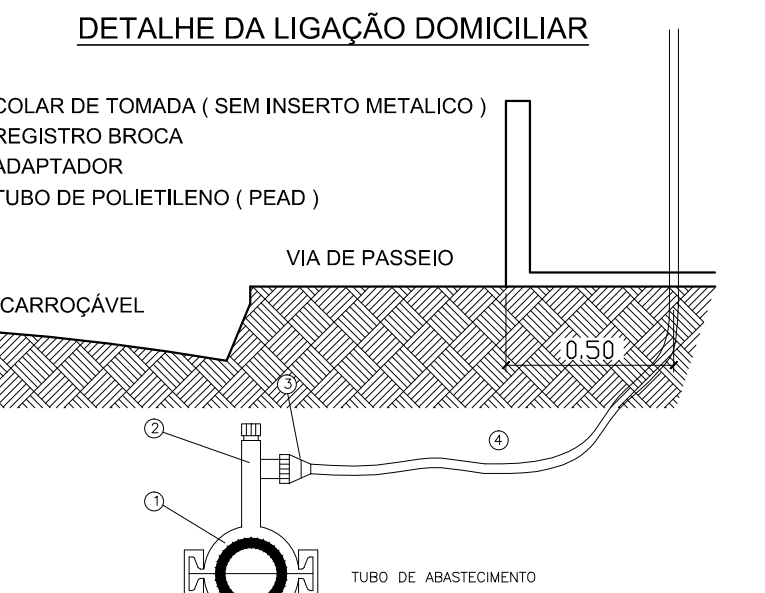 DETALHE DA LIGAÇÃO DOMICILIAR
COLAR DE TOMADA ( SEM INSERTO METALICO )
REGISTRO BROCA
ADAPTADOR
TUBO DE POLIETILENO ( PEAD )
VIA DE PASSEIO
CARROÇÁVEL
0,50
3
2
4
1
TUBO DE ABASTECIMENTO